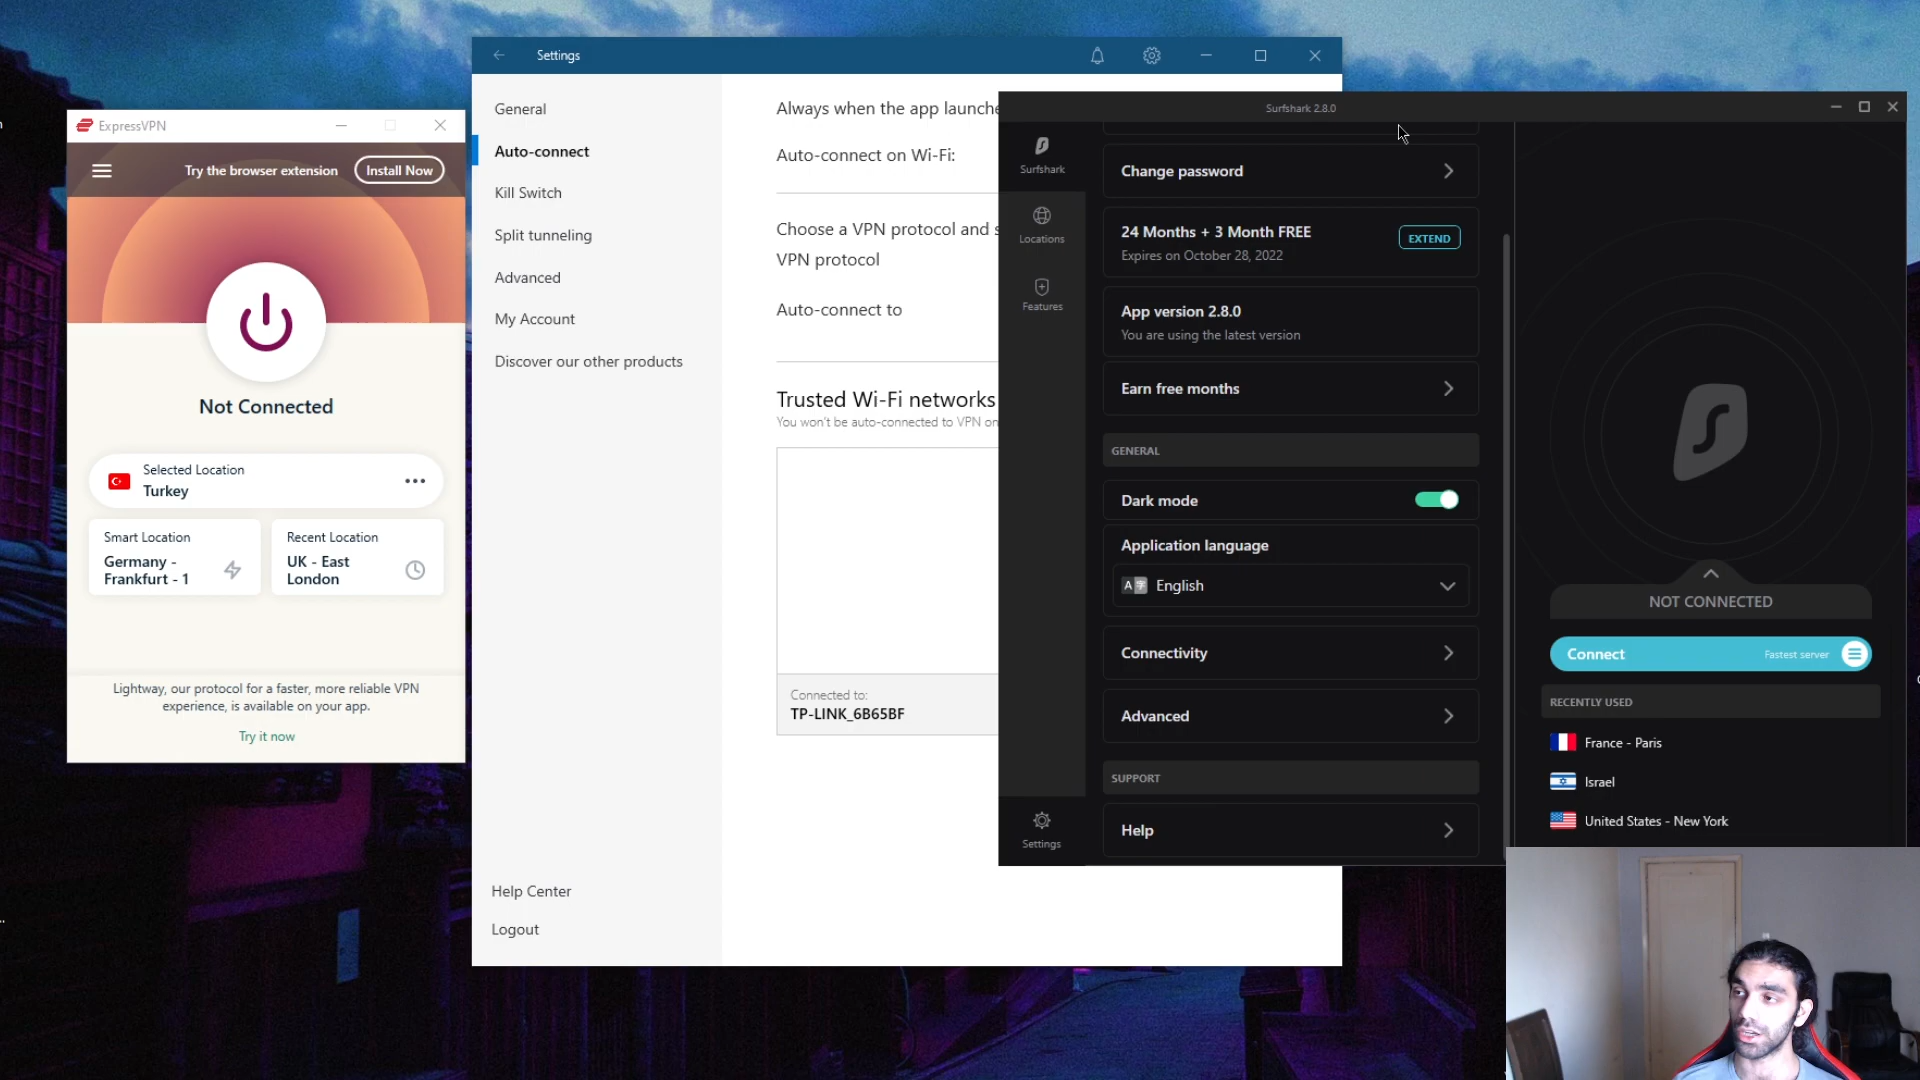 ExpressVPN
Try the browser extension
Install Now
Not Connected
Selected Location
Turkey
Smart Location
Germany -
Frankfurt - 1
Recent Location
UK - East
London
Lightway, our protocol for a faster, more reliable VPN
experience, is available on your app.
Try it now
Settings
General
Auto-connect
Kill Switch
Split tunneling
Advanced
My Account
Discover our other products
Help Center
Logout
Always when the app launche
Auto-connect on Wi-Fi:
Choose a VPN protocol and s
VPN protocol
Auto-connect to
Trusted Wi-Fi networks
You won't be auto-connected to VPN on
Connected to:
TP-LINK_6B65BF
Surfshark 2.8.0
Surfshark
Locations
Features
Settings
Change password
24 Months + 3 Month FREE
Expires on October 28, 2022
EXTEND
App version 2.8.0
You are using the latest version
Earn free months
GENERAL
Dark mode
Application language
English
Connectivity
Advanced
SUPPORT
Help
NOT CONNECTED
Connect
Fastest server
RECENTLY USED
France - Paris
Israel
United States - New York